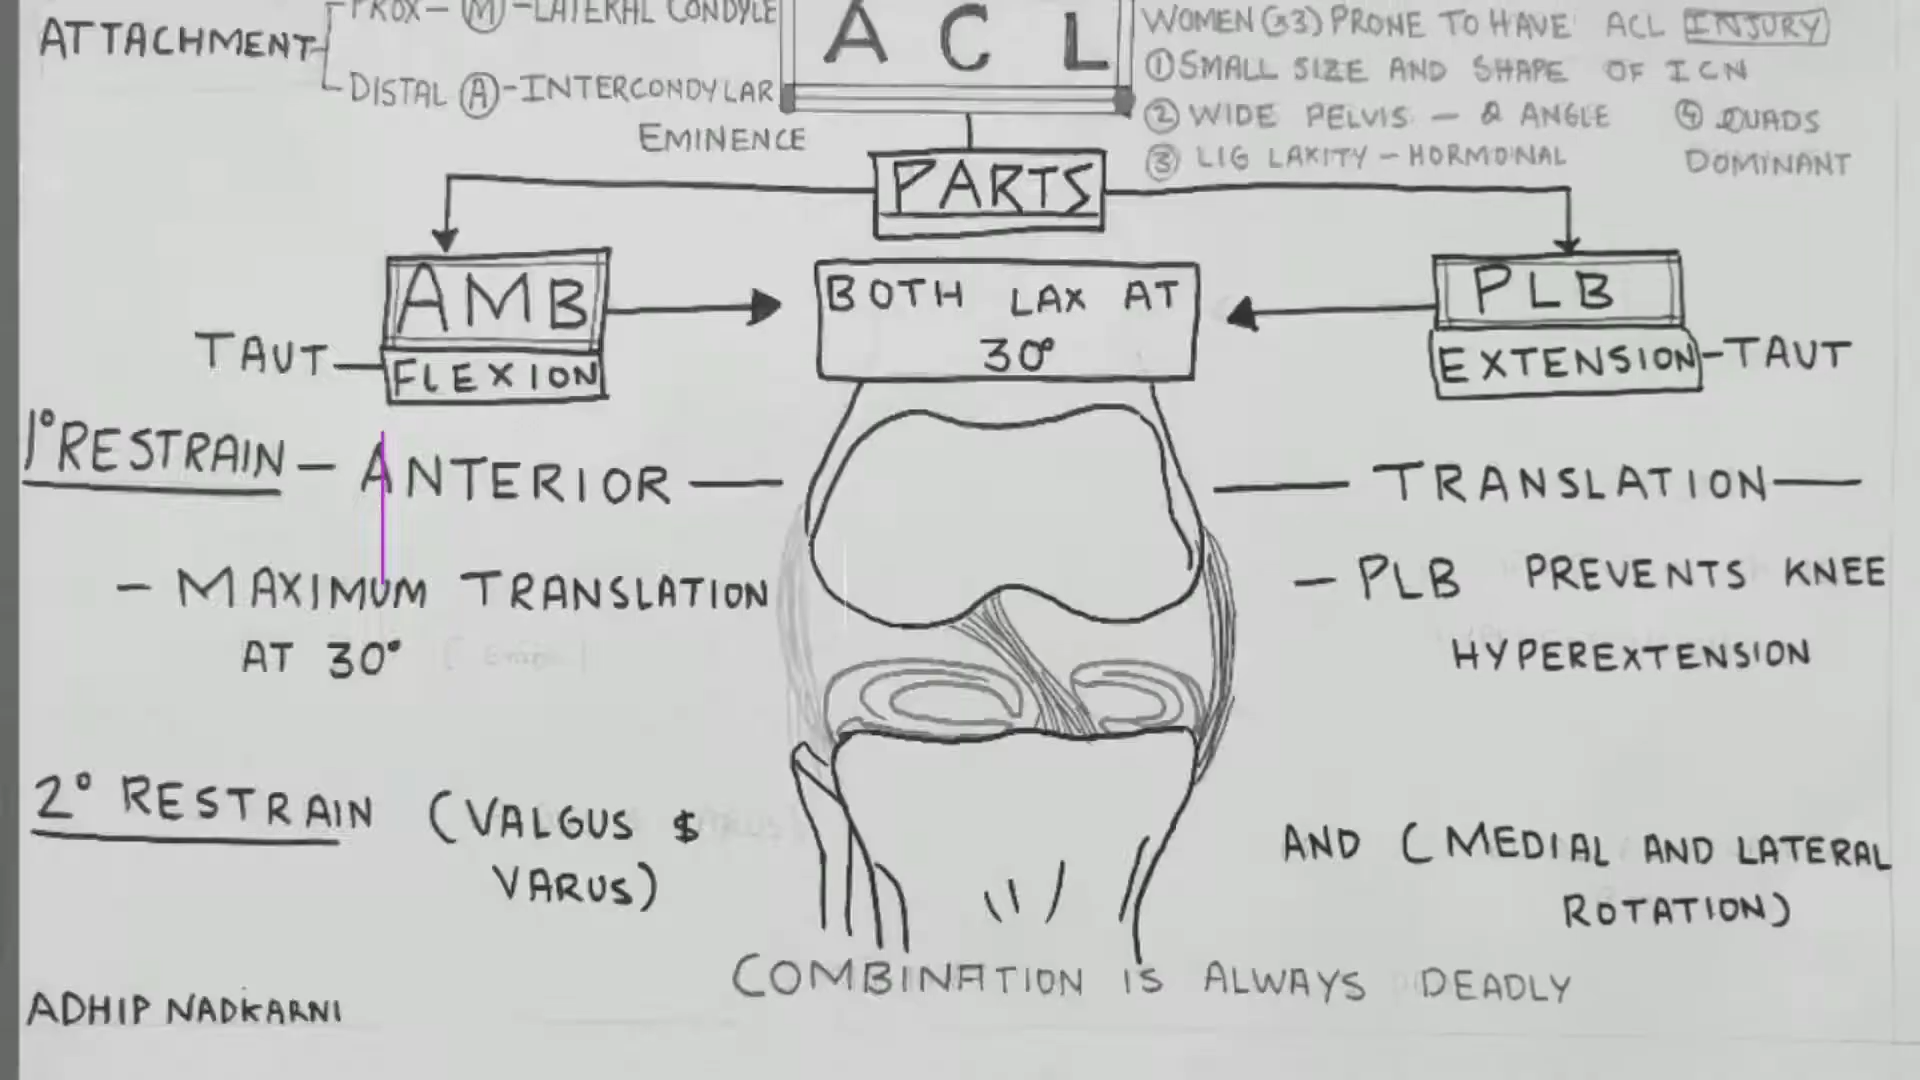 ATTACHMENT
PROX - (M) - LATERAL CONDYLE
DISTAL (A) - INTERCONDYLAR
EMINENCE
ACL
WOMEN PRONE TO HAVE ACL INJURY
① SMALL SIZE AND SHAPE OF ICN
② WIDE PELVIS - Q ANGLE
③ LIG LAXITY - HORMONAL
④ QUADS
DOMINANT
PARTS
AMB
TAUT - FLEXION
BOTH LAX AT
30°
PLB
EXTENSION - TAUT
1° RESTRAIN - ANTERIOR — — TRANSLATION —
- MAXIMUM TRANSLATION
AT 30°
- PLB PREVENTS KNEE
HYPEREXTENSION
2° RESTRAIN (VALGUS $
VARUS)
AND (MEDIAL AND LATERAL
ROTATION)
COMBINATION IS ALWAYS DEADLY
ADHIP NADKARNI